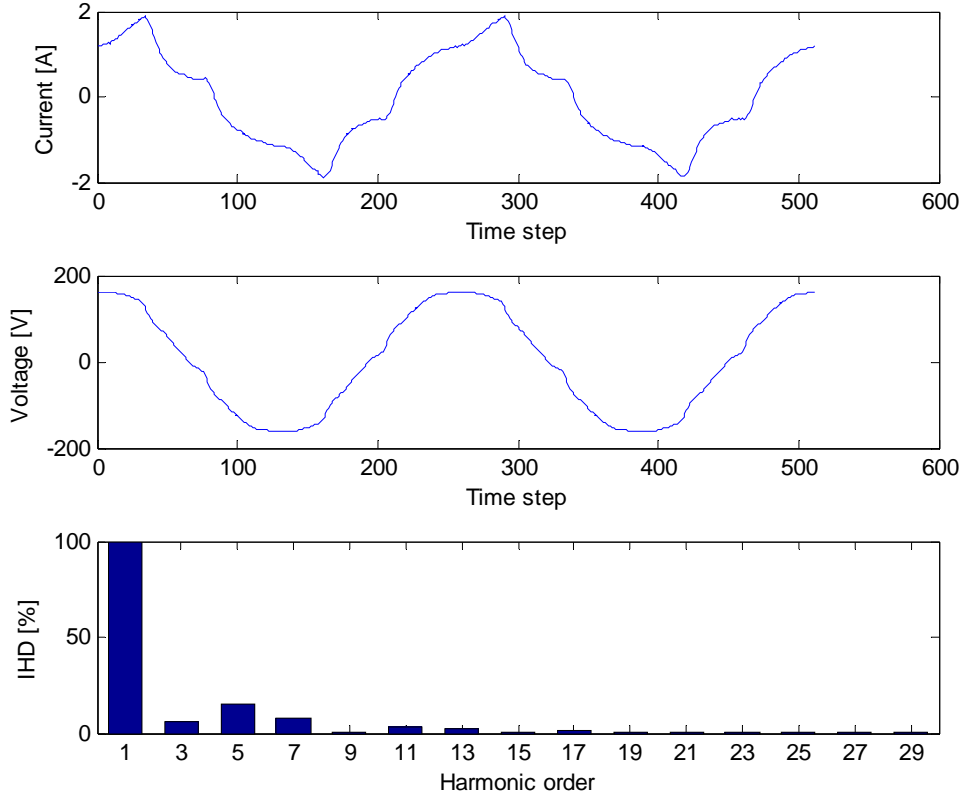 2
0
-2
Current [A]
0 100 200 300 400 500 600
Time step
200
0
-200
Voltage [V]
0 100 200 300 400 500 600
Time step
100
50
0
IHD [%]
1 3 5 7 9 11 13 15 17 19 21 23 25 27 29
Harmonic order